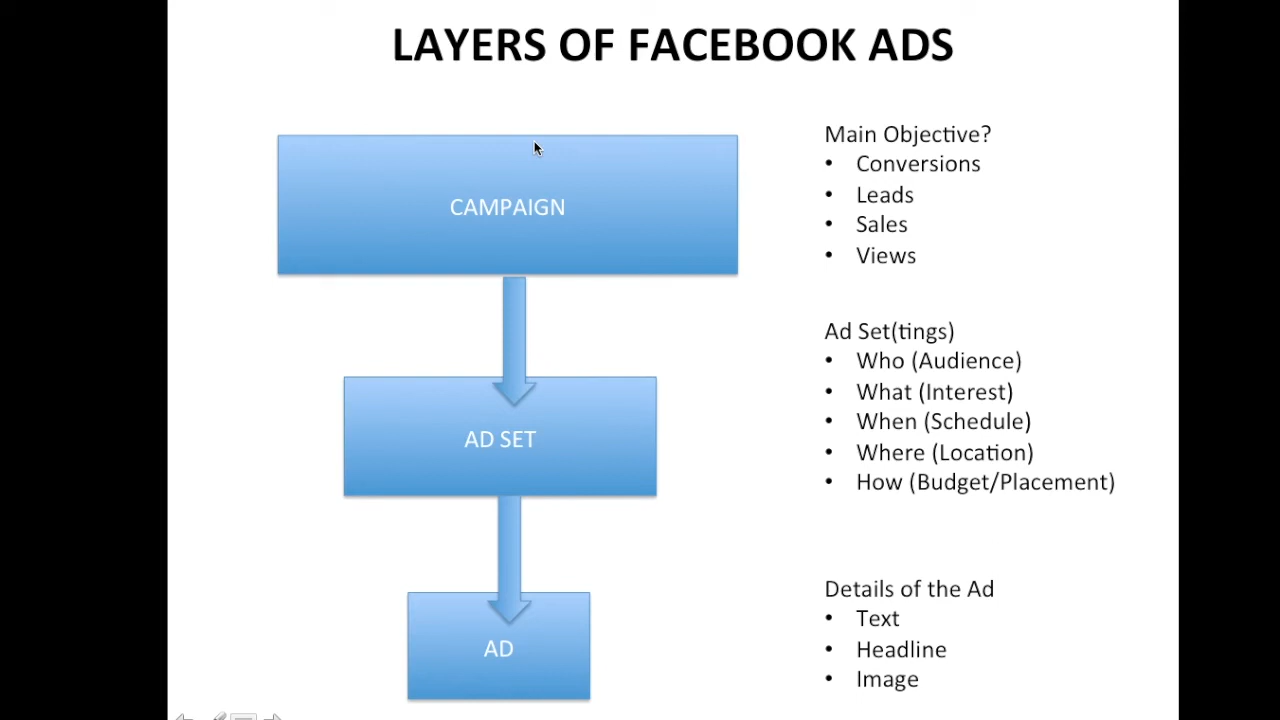 LAYERS OF FACEBOOK ADS
CAMPAIGN
Main Objective?
• Conversions
• Leads
• Sales
• Views
AD SET
Ad Set(tings)
• Who (Audience)
• What (Interest)
• When (Schedule)
• Where (Location)
• How (Budget/Placement)
AD
Details of the Ad
• Text
• Headline
• Image